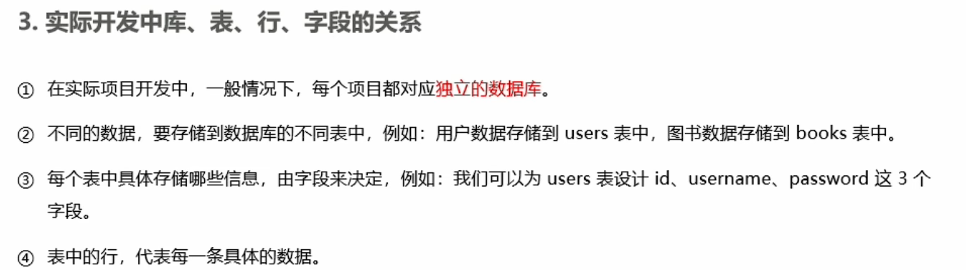 3. 实际开发中库、表、行、字段的关系
① 在实际项目开发中，一般情况下，每个项目都对应独立的数据库。
② 不同的数据，要存储到数据库的不同表中，例如：用户数据存储到 users 表中，图书数据存储到 books 表中。
③ 每个表中具体存储哪些信息，由字段来决定，例如：我们可以为 users 表设计 id、username、password 这 3 个
字段。
④ 表中的行，代表每一条具体的数据。